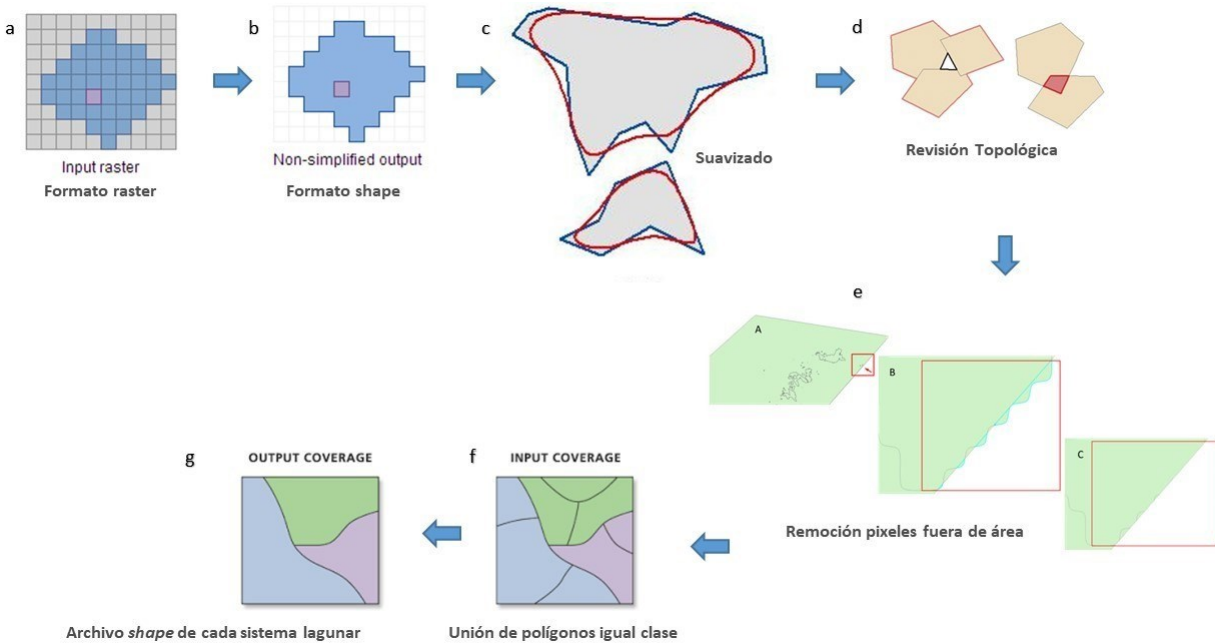 a
b
c
d
Input raster
Formato raster
Non-simplified output
Formato shape
Suavizado
Revisión Topológica
e
A
B
C
Remoción pixeles fuera de área
g
OUTPUT COVERAGE
f
INPUT COVERAGE
Archivo shape de cada sistema lagunar
Unión de polígonos igual clase